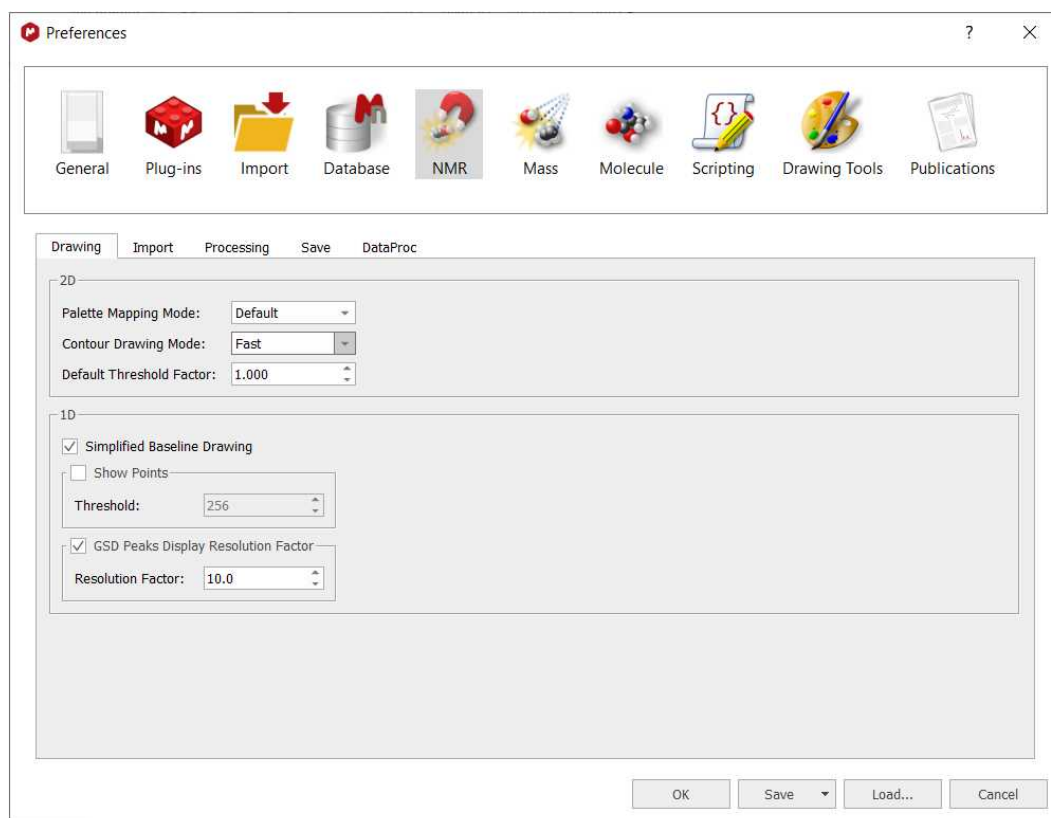 Preferences
?
General Plug-ins Import Database NMR Mass Molecule Scripting Drawing Tools Publications
Drawing Import Processing Save DataProc
2D
Palette Mapping Mode: Default
Contour Drawing Mode: Fast
Default Threshold Factor: 1.000
1D
Simplified Baseline Drawing
Show Points
Threshold: 256
GSD Peaks Display Resolution Factor
Resolution Factor: 10.0
OK Save Load... Cancel